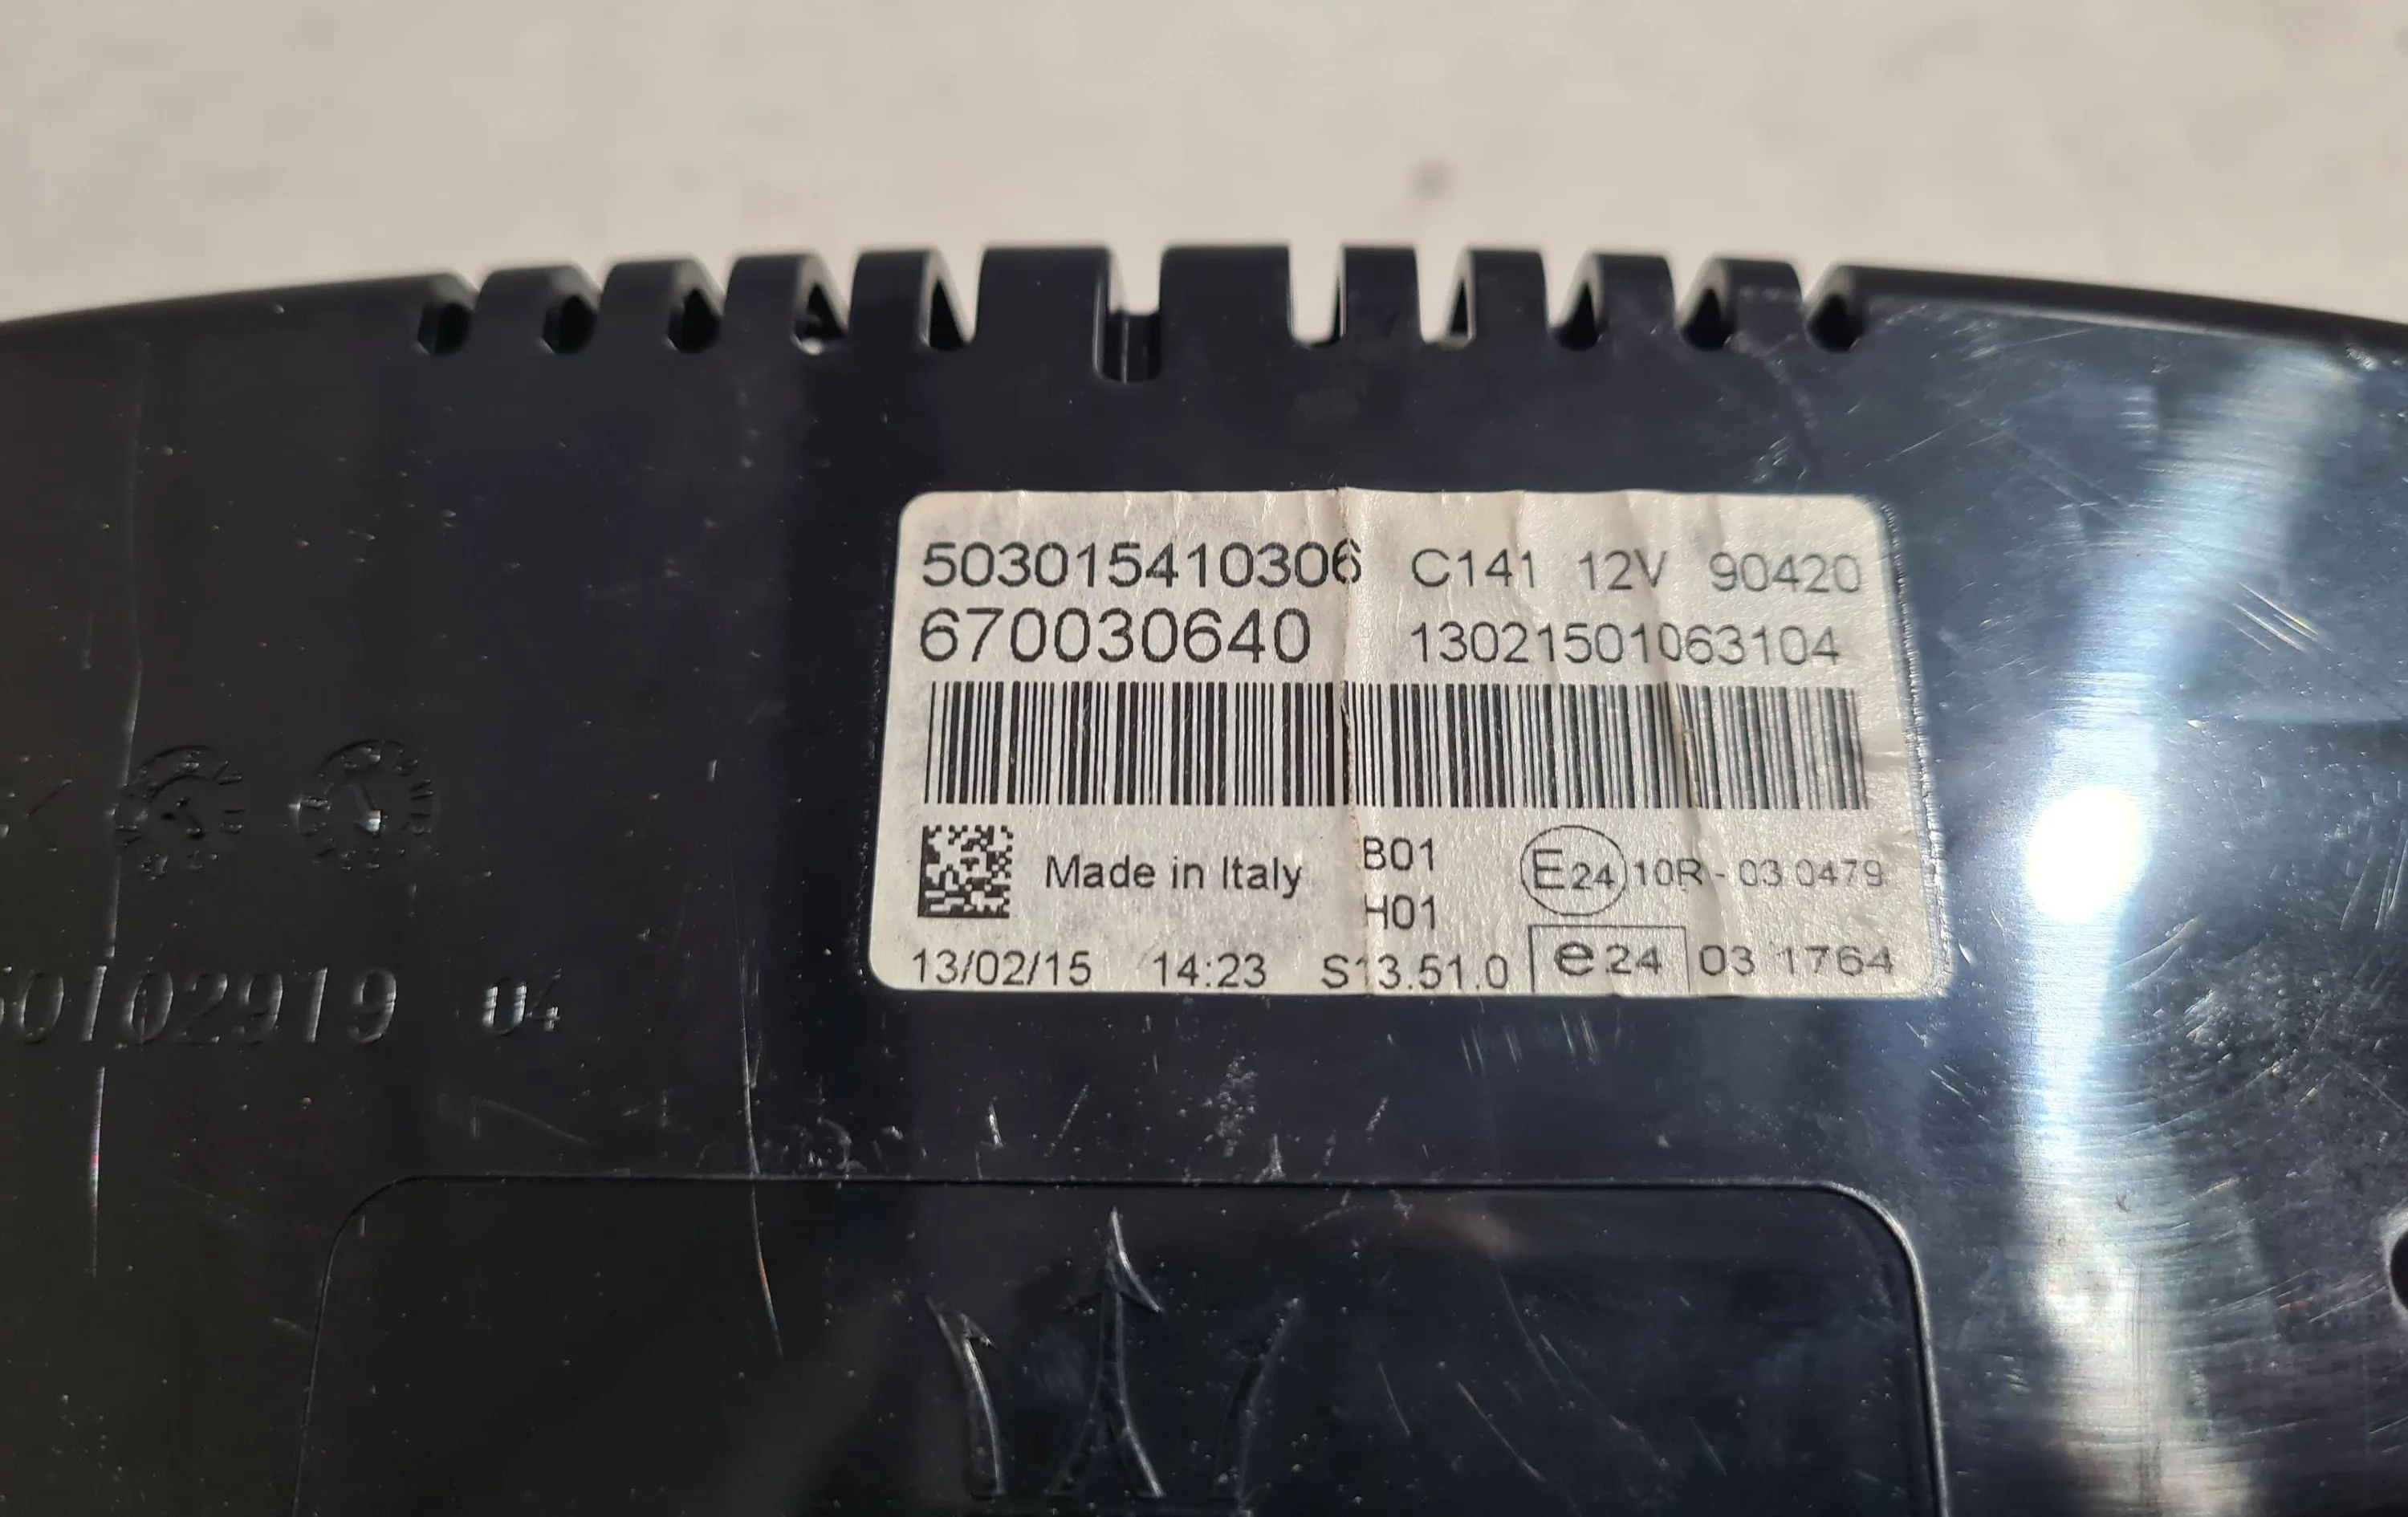 503015410306 C141 12V 90420
670030640 13021501063104
Made in Italy B01 E24 10R - 03 0479
H01
13/02/15 14:23 S13.51.0 e24 03 1764
0102919 04